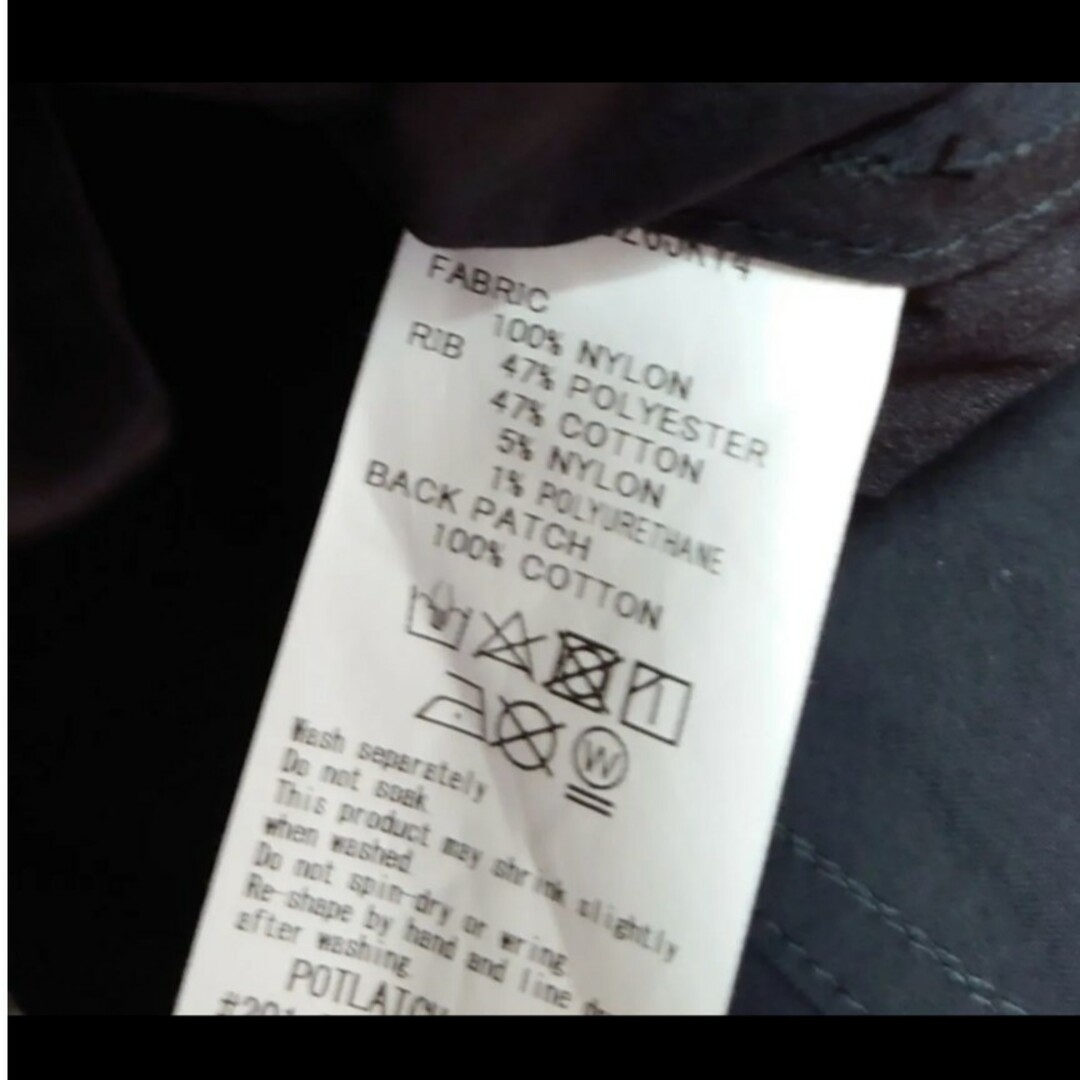 FABRIC
100% NYLON
RIB 47% POLYESTER
47% COTTON
5% NYLON
1% POLYURETHANE
BACK PATCH
100% COTTON
W
Wash separately
Do not soak
This product may shrink slightly
when washed
Do not spin-dry or wring
Re-shape by hand and line
after washing